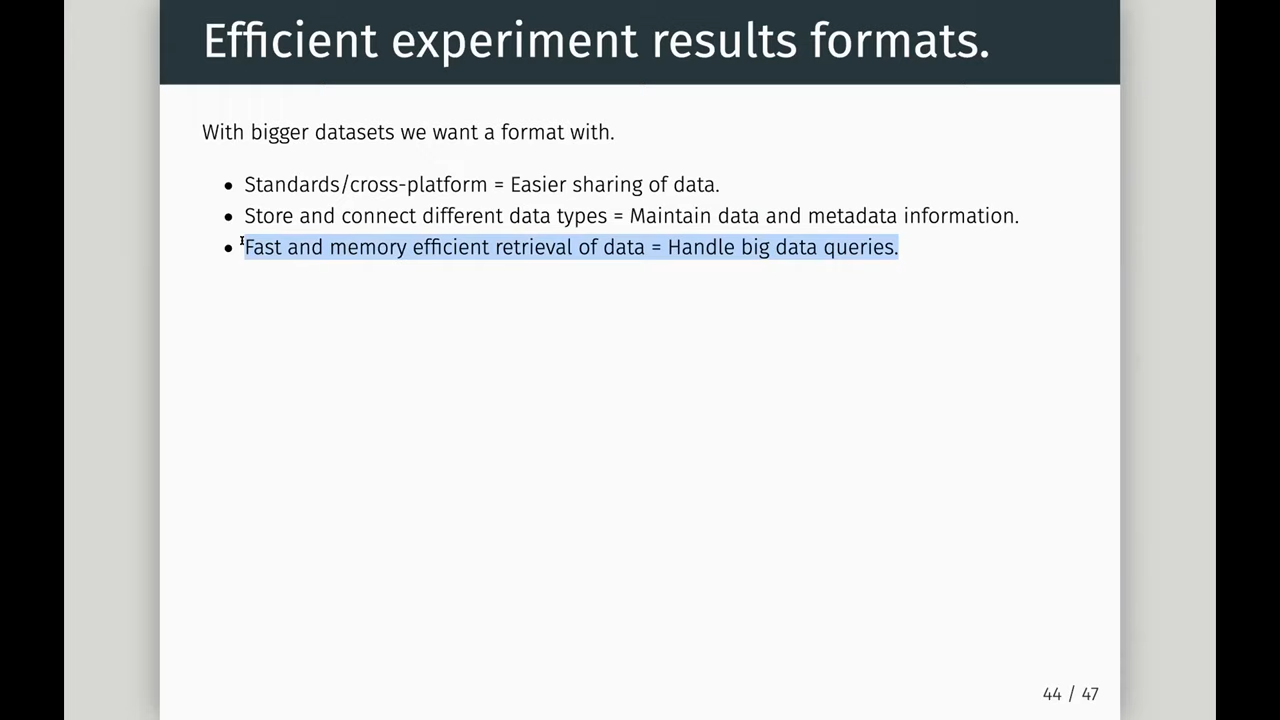 Efficient experiment results formats.
With bigger datasets we want a format with.
• Standards/cross-platform = Easier sharing of data.
• Store and connect different data types = Maintain data and metadata information.
• Fast and memory efficient retrieval of data = Handle big data queries.
44 / 47